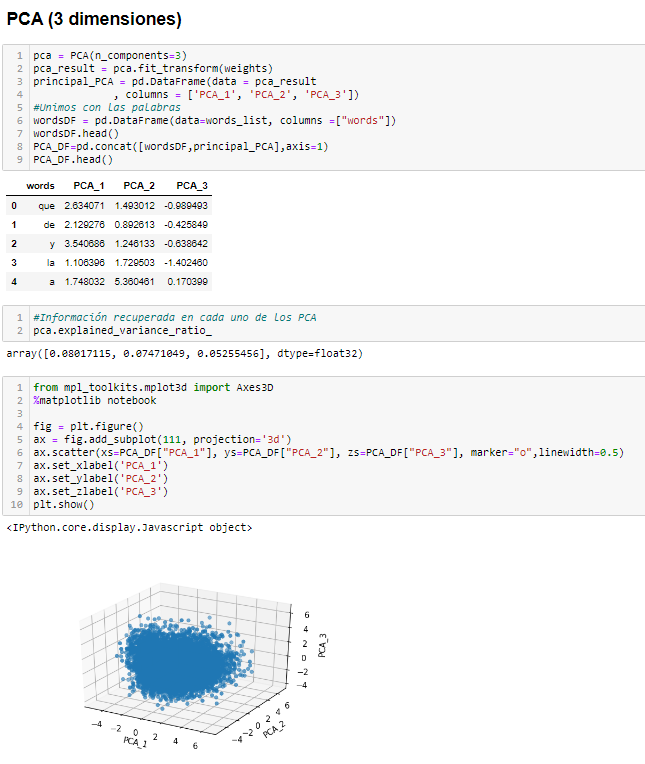 PCA (3 dimensiones)
1 pca = PCA(n_components=3)
2 pca_result = pca.fit_transform(weights)
3 principal_PCA = pd.DataFrame(data = pca_result
4 , columns = ['PCA_1', 'PCA_2', 'PCA_3'])
5 #Unimos con las palabras
6 wordsDF = pd.DataFrame(data=words_list, columns =["words"])
7 wordsDF.head()
8 PCA_DF=pd.concat([wordsDF,principal_PCA],axis=1)
9 PCA_DF.head()
words PCA_1 PCA_2 PCA_3
0 que 2.634071 1.493012 -0.989493
1 de 2.129276 0.892613 -0.425849
2 y 3.540686 1.246133 -0.638642
3 la 1.106396 1.729503 -1.402460
4 a 1.748032 5.360461 0.170399
1 #Información recuperada en cada uno de los PCA
2 pca.explained_variance_ratio_
array([0.08017115, 0.07471049, 0.05255456], dtype=float32)
1 from mpl_toolkits.mplot3d import Axes3D
2 %matplotlib notebook
3
4 fig = plt.figure()
5 ax = fig.add_subplot(111, projection='3d')
6 ax.scatter(xs=PCA_DF["PCA_1"], ys=PCA_DF["PCA_2"], zs=PCA_DF["PCA_3"], marker="o",linewidth=0.5)
7 ax.set_xlabel('PCA_1')
8 ax.set_ylabel('PCA_2')
9 ax.set_zlabel('PCA_3')
10 plt.show()
<IPython.core.display.Javascript object>
6
4
2
0
−2
−4
PCA_3
−4 −2 0 2 4 6
PCA_1
−4 −2 0 2 4 6
PCA_2